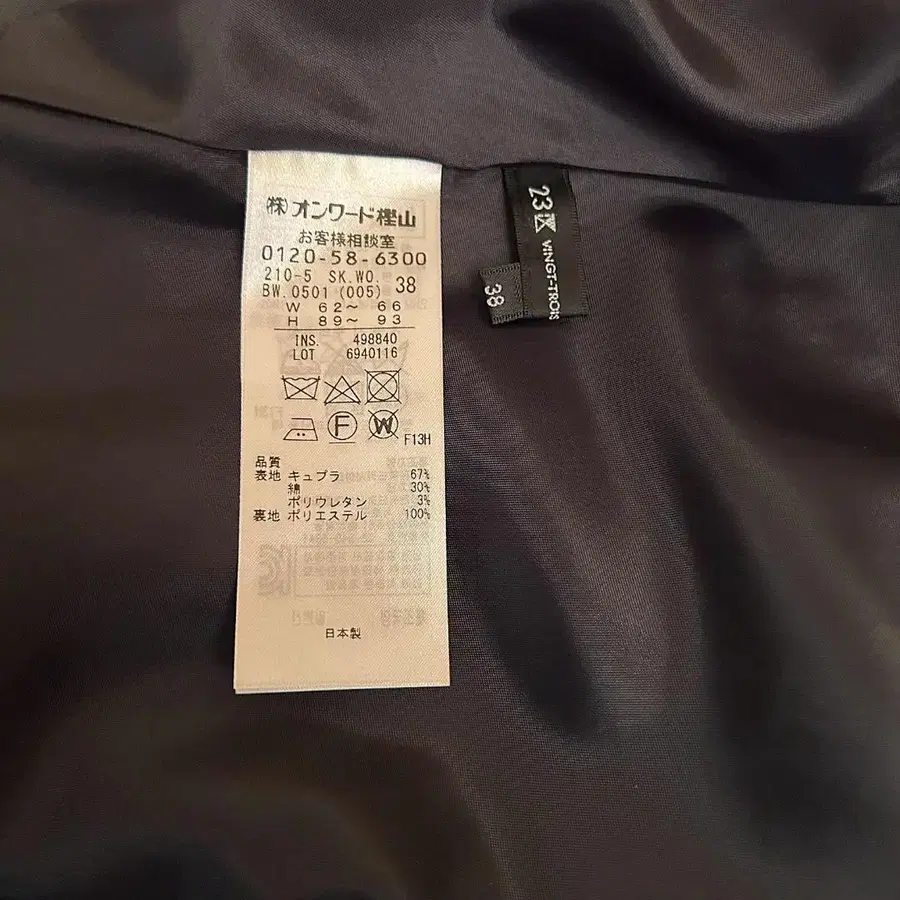 (株)オンワード樫山
お客様相談室
0120-58-6300
210-5 SK.WO. 38
BW.0501 (005)
W 62～ 66
H 89～ 93
INS. 498840
LOT 6940116
F
W
F13H
品質
表地 キュプラ 67%
綿 30%
ポリウレタン 3%
裏地 ポリエステル 100%
日本製
23区 VINGT-TROIS
38